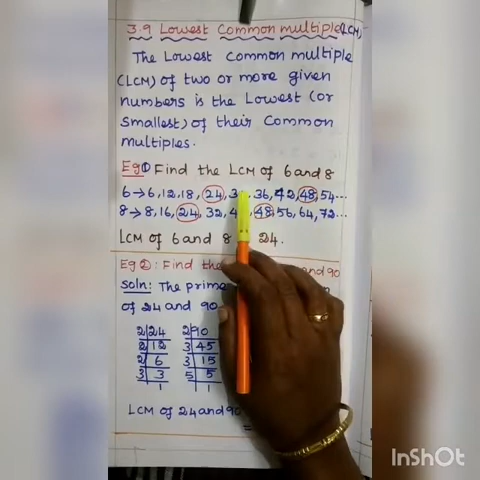 3.9 Lowest Common multiple (LCM)
The Lowest Common multiple
(LCM) of two or more given
numbers is the Lowest (or
Smallest) of their Common
multiples.
Eg① Find the LCM of 6 and 8
6 → 6, 12, 18, 24, 36, 42, 48, 54...
8 → 8, 16, 24, 32, 48, 56, 64, 72...
LCM of 6 and 8 24.
Eg②: Find the and 90
Soln: The prime
of 24 and 90
2 24 2 90
2 12 3 45
2 6 3 15
3 3 5 5
1 1
LCM of 24 and 90
=
InShOt